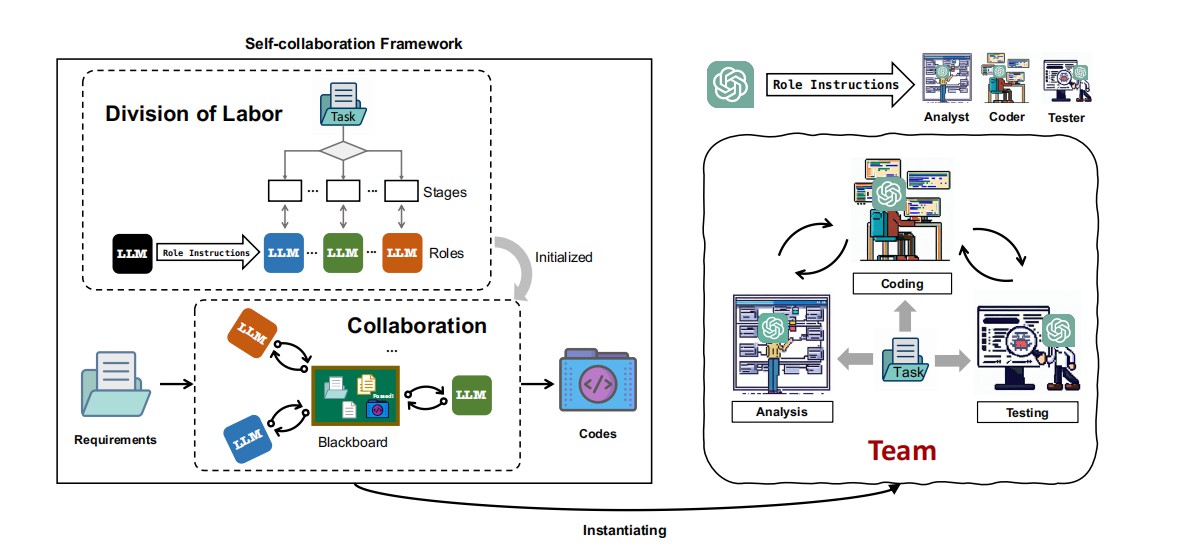 Self-collaboration Framework
Division of Labor
Task
...
...
Stages
LLM
Role Instructions
LLM
...
LLM
...
LLM
Roles
Initialized
Collaboration
...
LLM
LLM
LLM
Passed!
Blackboard
Requirements
</>
Codes
Role Instructions
Analyst
Coder
Tester
Coding
Task
Analysis
Testing
Team
Instantiating